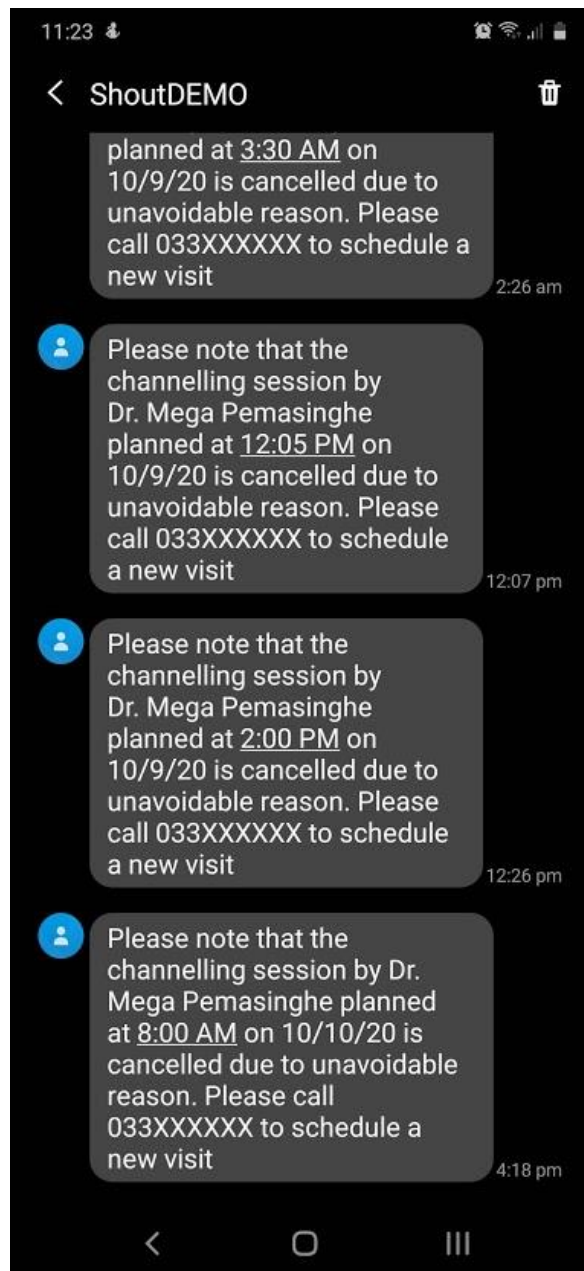 11:23
ShoutDEMO
planned at 3:30 AM on
10/9/20 is cancelled due to
unavoidable reason. Please
call 033XXXXXX to schedule a
new visit
2:26 am
Please note that the
channelling session by
Dr. Mega Pemasinghe
planned at 12:05 PM on
10/9/20 is cancelled due to
unavoidable reason. Please
call 033XXXXXX to schedule
a new visit
12:07 pm
Please note that the
channelling session by
Dr. Mega Pemasinghe
planned at 2:00 PM on
10/9/20 is cancelled due to
unavoidable reason. Please
call 033XXXXXX to schedule
a new visit
12:26 pm
Please note that the
channelling session by Dr.
Mega Pemasinghe planned
at 8:00 AM on 10/10/20 is
cancelled due to unavoidable
reason. Please call
033XXXXXX to schedule a
new visit
4:18 pm